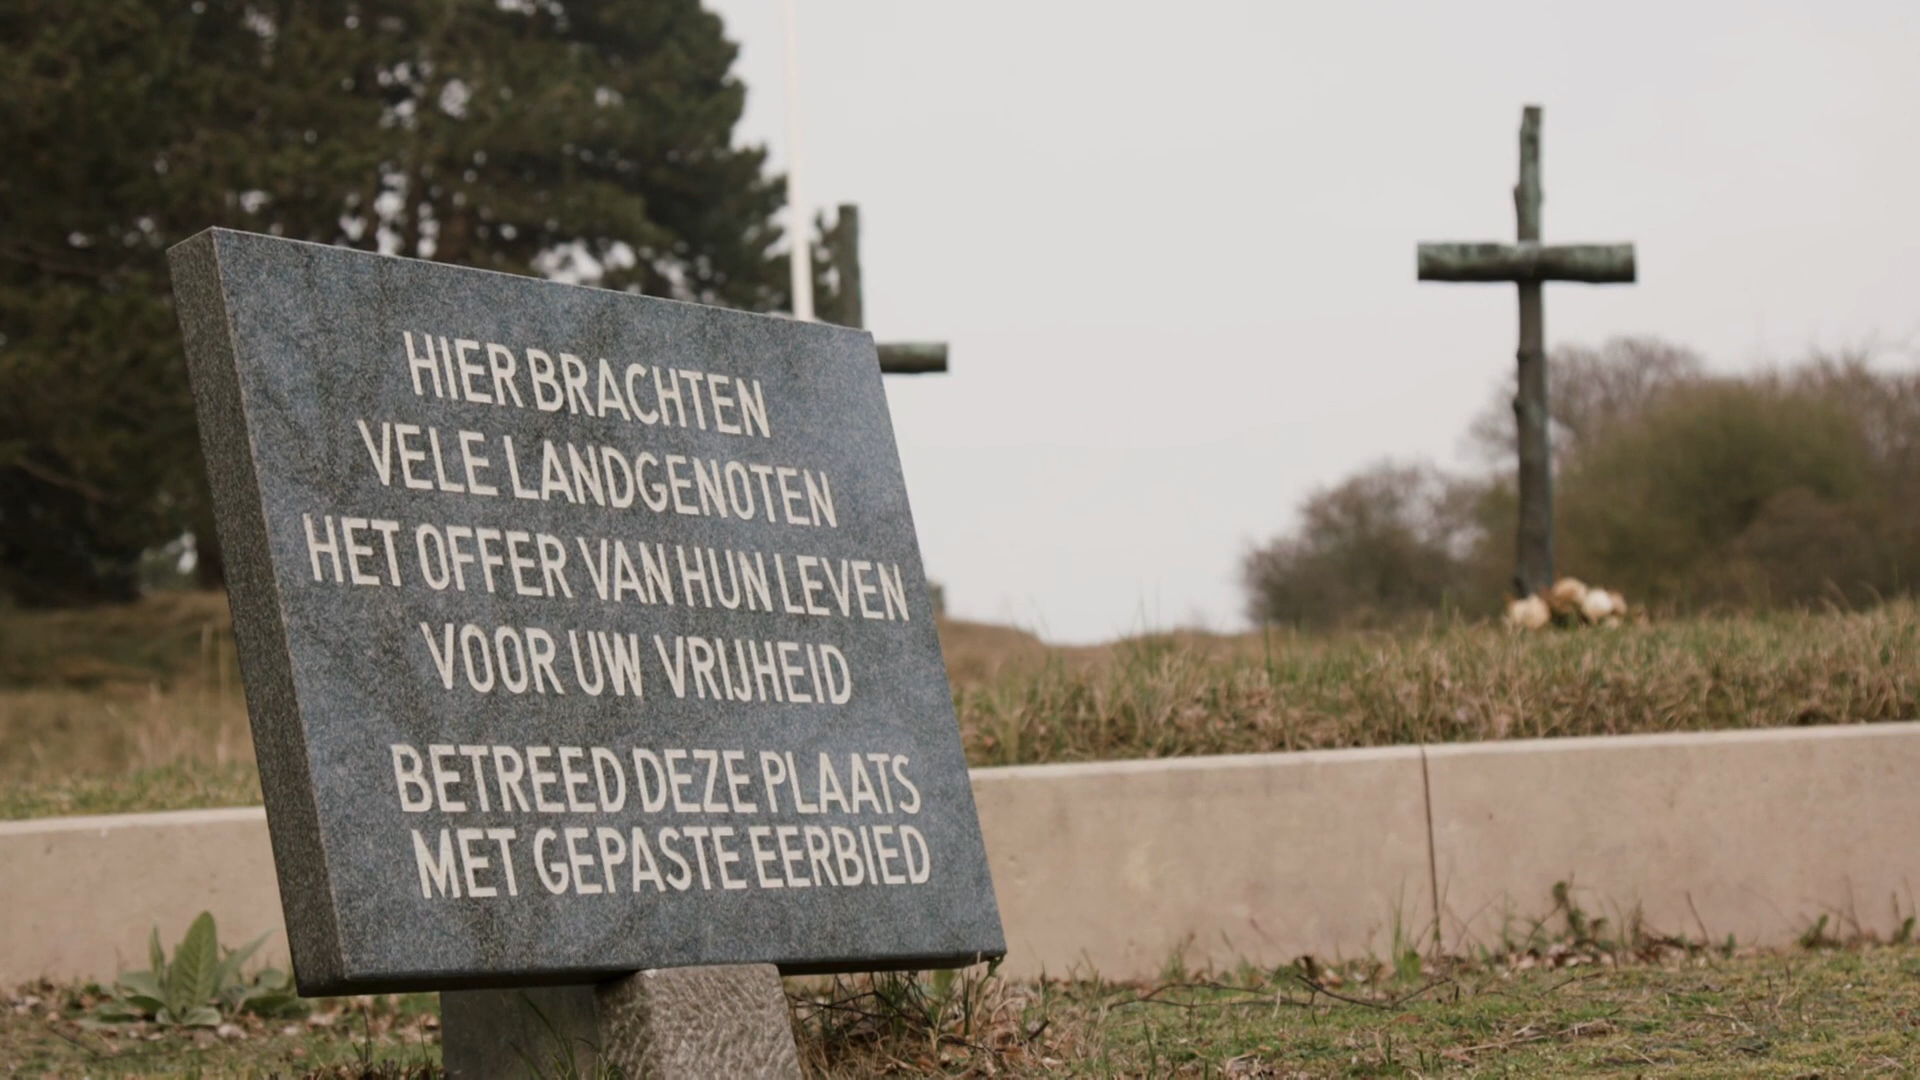 HIER BRACHTEN
VELE LANDGENOTEN
HET OFFER VAN HUN LEVEN
VOOR UW VRIJHEID
BETREED DEZE PLAATS
MET GEPASTE EERBIED